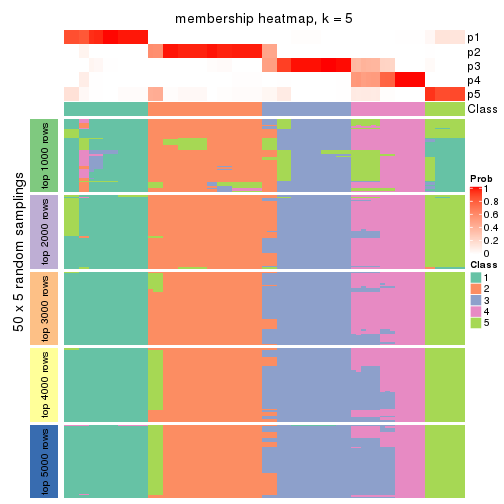 membership heatmap, k = 5
p1
p2
p3
p4
p5
Class
50 x 5 random samplings
top 1000 rows
top 2000 rows
top 3000 rows
top 4000 rows
top 5000 rows
Prob
1
0.8
0.6
0.4
0.2
0
Class
1
2
3
4
5